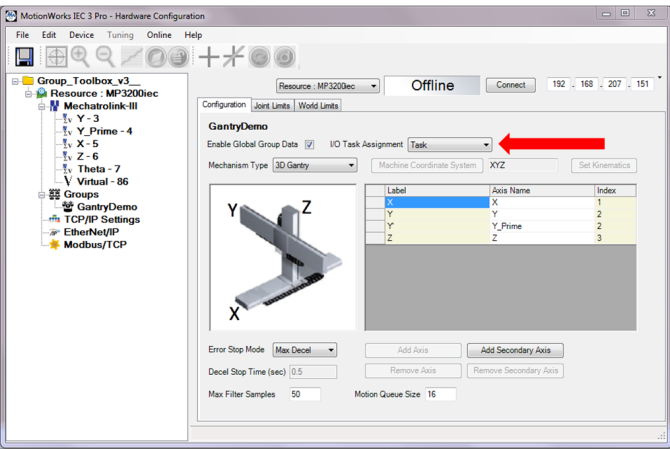 MotionWorks IEC 3 Pro - Hardware Configuration
File Edit Device Tuning Online Help
Resource : MP3200iec Offline Connect 192 . 168 . 207 . 151
Group_Toolbox_v3__
Resource : MP3200iec
Mechatrolink-III
Y - 3
Y_Prime - 4
X - 5
Z - 6
Theta - 7
Virtual - 86
Groups
GantryDemo
TCP/IP Settings
EtherNet/IP
Modbus/TCP
Configuration Joint Limits World Limits
GantryDemo
Enable Global Group Data I/O Task Assignment Task
Mechanism Type 3D Gantry Machine Coordinate System XYZ Set Kinematics
Y Z
X
Label Axis Name Index
X X 1
Y Y 2
Y' Y_Prime 2
Z Z 3
Error Stop Mode Max Decel Add Axis Add Secondary Axis
Decel Stop Time (sec) 0.5 Remove Axis Remove Secondary Axis
Max Filter Samples 50 Motion Queue Size 16